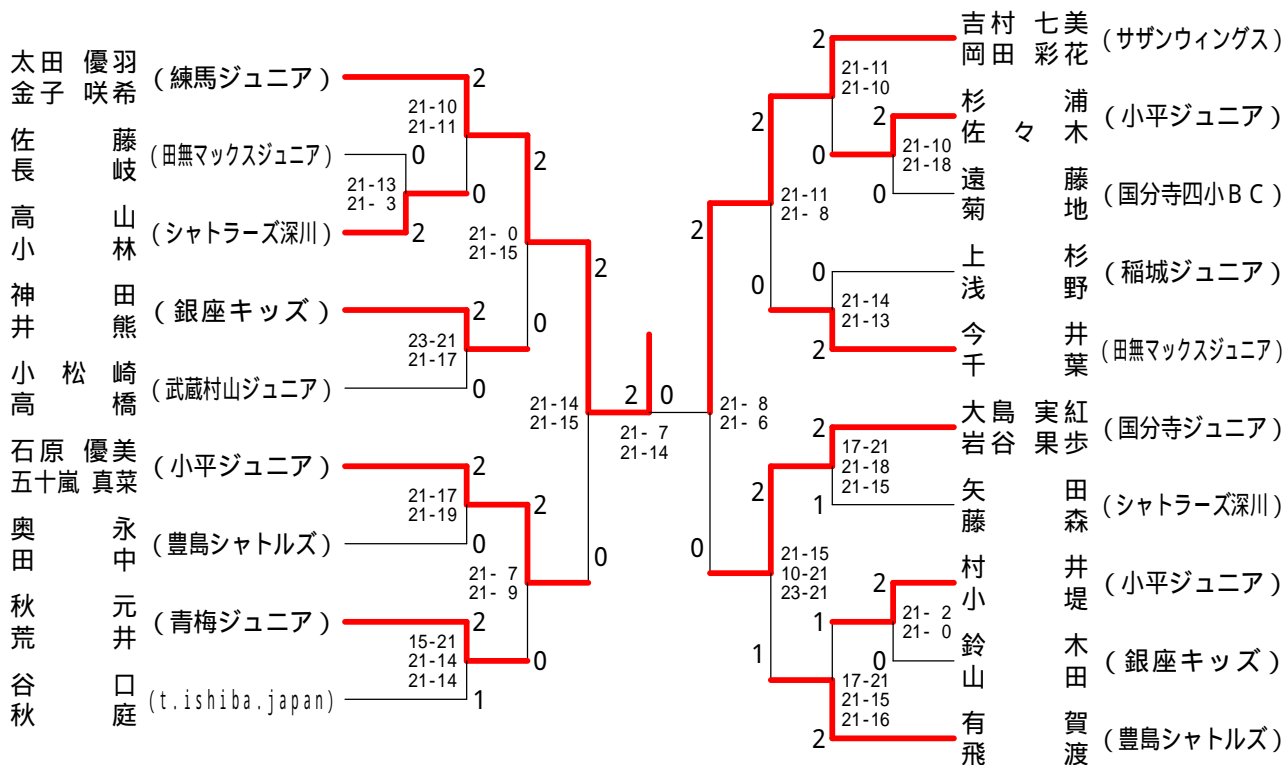 太田 優羽
金子 咲希
(練馬ジュニア)
2
21-10
21-11
佐藤
長岐
(田無マックスジュニア)
0
21-13
21- 3
0
高山
小林
(シャトラーズ深川)
2
2
21- 0
21-15
神田
井熊
(銀座キッズ)
2
23-21
21-17
0
小松崎
高橋
(武蔵村山ジュニア)
0
2
21-14
21-15
石原 優美
五十嵐 真菜
(小平ジュニア)
2
21-17
21-19
2
奥永
田中
(豊島シャトルズ)
0
21- 7
21- 9
0
秋元
荒井
(青梅ジュニア)
2
15-21
21-14
21-14
0
谷口
秋庭
(t.ishiba.japan)
1
2 0
21- 7
21-14
吉村 七美
岡田 彩花
(サザンウィングス)
2
21-11
21-10
2
杉浦
佐々木
(小平ジュニア)
2
21-10
21-18
0
遠藤
菊地
(国分寺四小BC)
0
21-11
21- 8
2
上杉
浅野
(稲城ジュニア)
0
21-14
21-13
0
今井
千葉
(田無マックスジュニア)
2
21- 8
21- 6
大島 実紅
岩谷 果歩
(国分寺ジュニア)
2
17-21
21-18
21-15
2
矢田
藤森
(シャトラーズ深川)
1
0
21-15
10-21
23-21
村井
小堤
(小平ジュニア)
2
21- 2
21- 0
1
鈴木
山田
(銀座キッズ)
0
1
17-21
21-15
21-16
有賀
飛渡
(豊島シャトルズ)
2